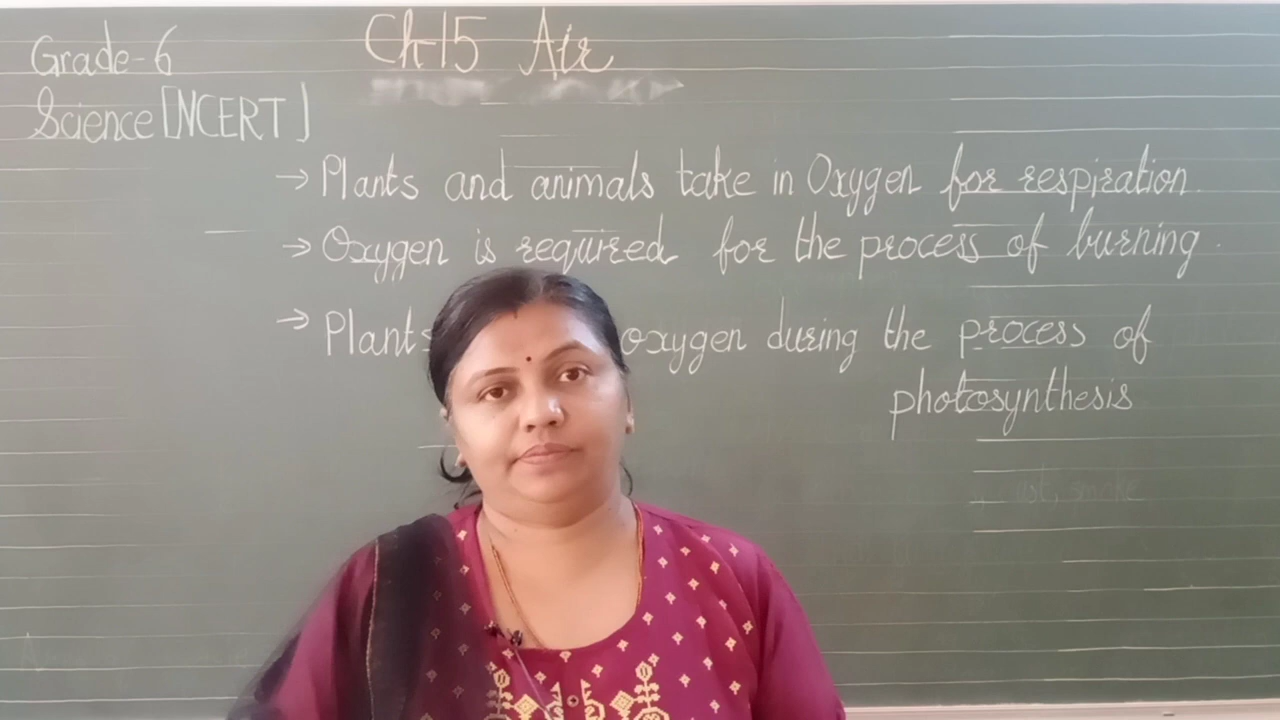 Grade-6
Ch-15 Air
Science [NCERT]
→ Plants and animals take in Oxygen for respiration.
→ Oxygen is required for the process of burning.
→ Plants oxygen during the process of
photosynthesis